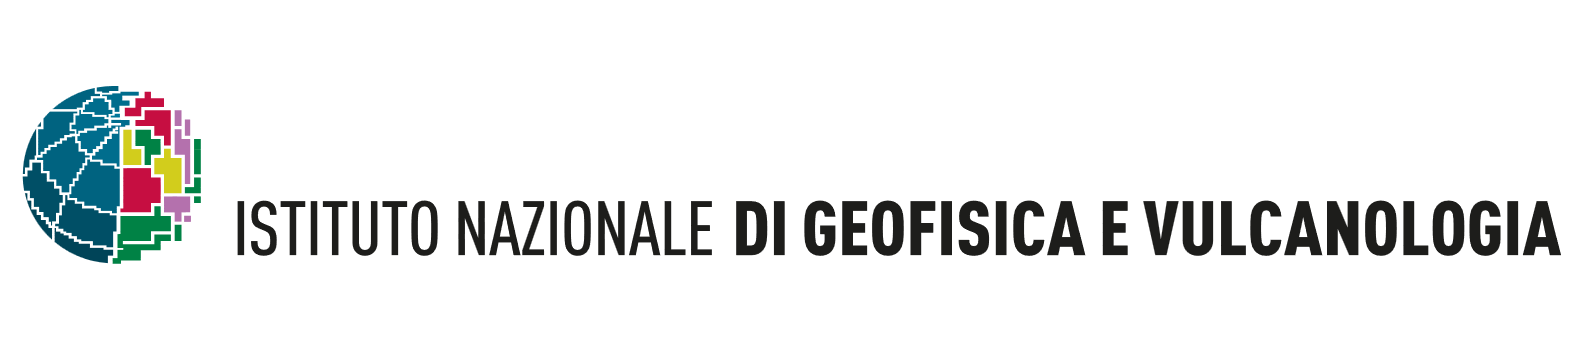 ISTITUTO NAZIONALE DI GEOFISICA E VULCANOLOGIA